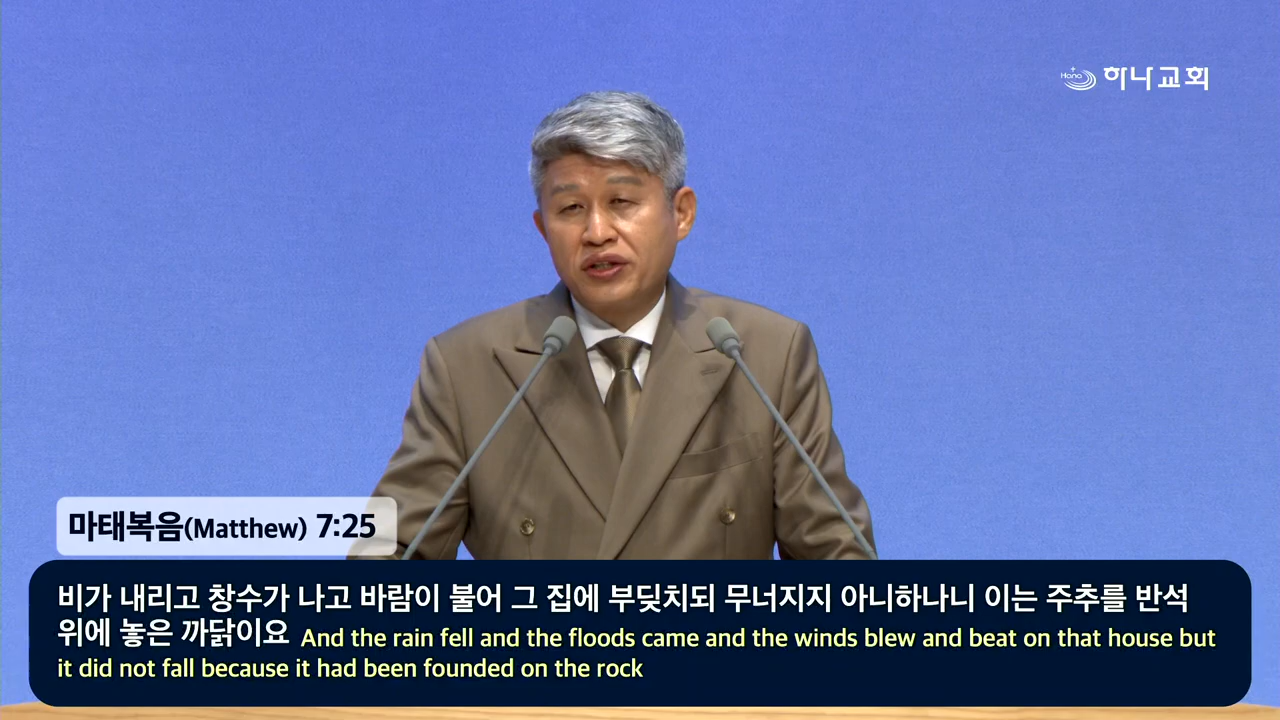 Hana 하나교회
마태복음(Matthew) 7:25
비가 내리고 창수가 나고 바람이 불어 그 집에 부딪치되 무너지지 아니하나니 이는 주추를 반석
위에 놓은 까닭이요 And the rain fell and the floods came and the winds blew and beat on that house but
it did not fall because it had been founded on the rock